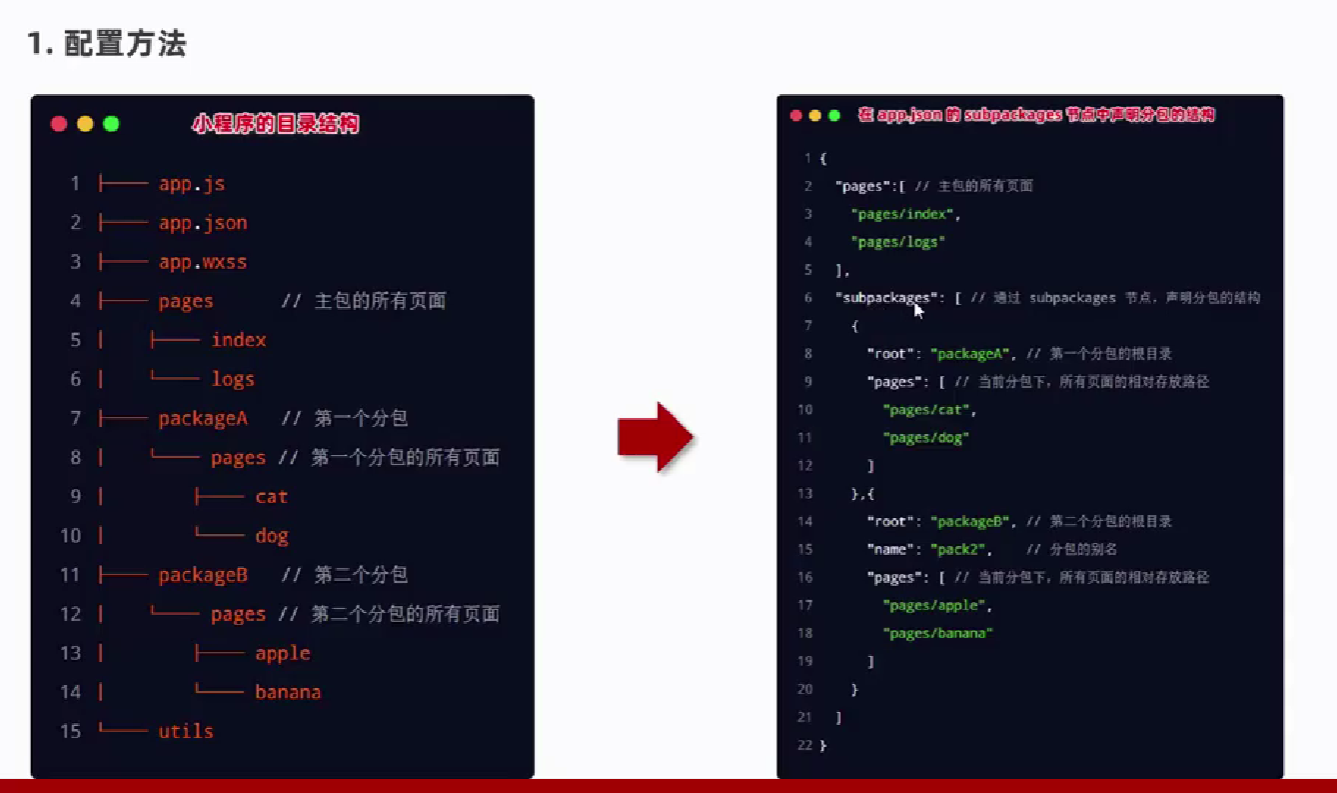 1. 配置方法
小程序的目录结构
1 ├── app.js
2 ├── app.json
3 ├── app.wxss
4 ├── pages // 主包的所有页面
5 │ ├── index
6 │ └── logs
7 ├── packageA // 第一个分包
8 │ └── pages // 第一个分包的所有页面
9 │ ├── cat
10 │ └── dog
11 ├── packageB // 第二个分包
12 │ └── pages // 第二个分包的所有页面
13 │ ├── apple
14 │ └── banana
15 └── utils
在 app.json 的 subpackages 节点中声明分包的结构
1 {
2 "pages":[ // 主包的所有页面
3 "pages/index",
4 "pages/logs"
5 ],
6 "subpackages": [ // 通过 subpackages 节点，声明分包的结构
7 {
8 "root": "packageA", // 第一个分包的根目录
9 "pages": [ // 当前分包下，所有页面的相对存放路径
10 "pages/cat",
11 "pages/dog"
12 ]
13 },{
14 "root": "packageB", // 第二个分包的根目录
15 "name": "pack2", // 分包的别名
16 "pages": [ // 当前分包下，所有页面的相对存放路径
17 "pages/apple",
18 "pages/banana"
19 ]
20 }
21 ]
22 }